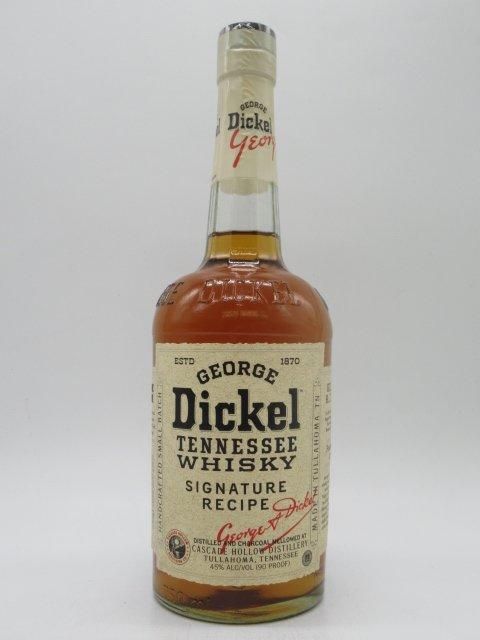 GEORGE
Dickel
George
GEORGE DICKEL
ESTD 1870
GEORGE
Dickel
TENNESSEE
WHISKY
SIGNATURE
RECIPE
George A Dickel
DISTILLED AND CHARCOAL MELLOWED AT
CASCADE HOLLOW DISTILLERY
TULLAHOMA, TENNESSEE
45% ALC/VOL (90 PROOF)
HANDCRAFTED SMALL BATCH
MADE IN TULLAHOMA, TN